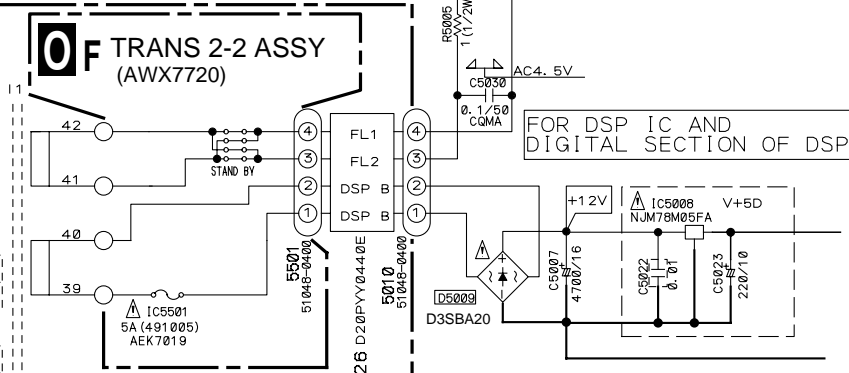 O F TRANS 2-2 ASSY
(AWX7720)
R5005
1 (1/2W
AC4. 5V
C5030
0. 1/50
CQMA
FOR DSP IC AND
DIGITAL SECTION OF DSP
11
42
41
40
39
STAND BY
4
3
2
1
FL1
FL2
DSP B
DSP B
4
3
2
1
5501
51048-0400
26 D20PYY0440E
5010
51048-0400
IC5501
5A (491005)
AEK7019
D5009
D3SBA20
+12V
C5007
4700/16
IC5008
NJM78M05FA
V+5D
C5022
0. 01
C5023
220/10